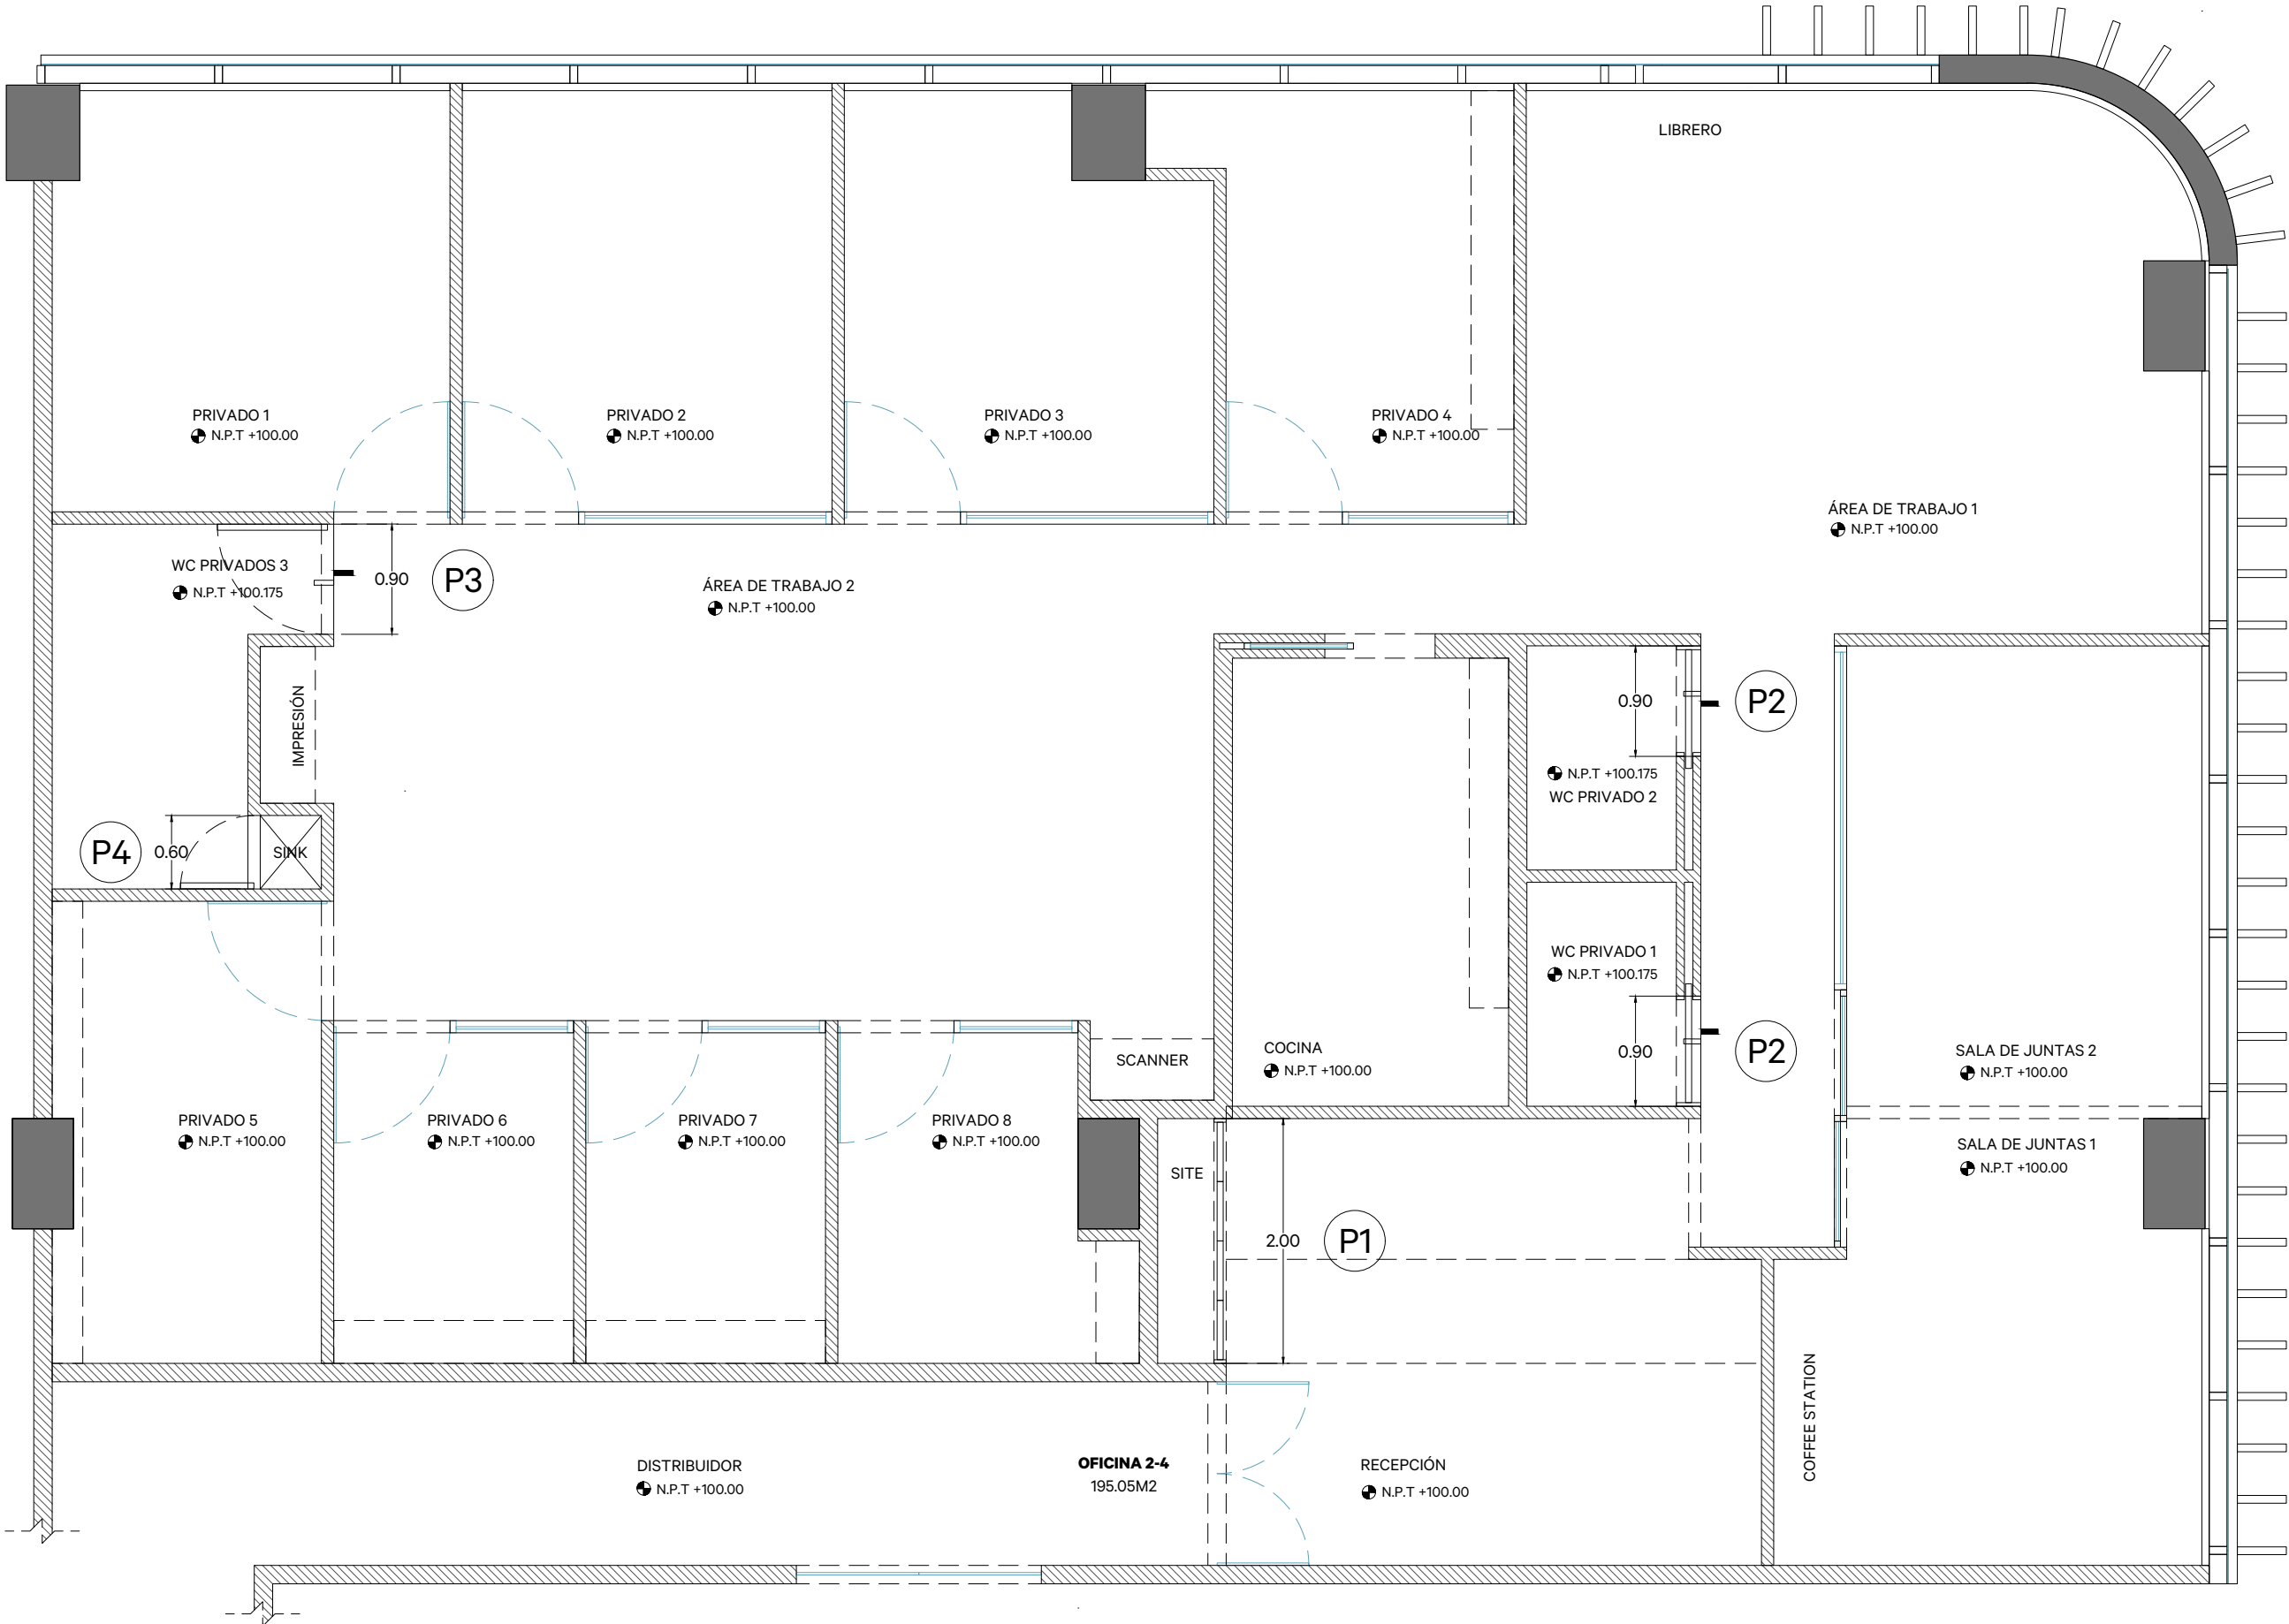 LIBRERO
PRIVADO 1
N.P.T +100.00
PRIVADO 2
N.P.T +100.00
PRIVADO 3
N.P.T +100.00
PRIVADO 4
N.P.T +100.00
ÁREA DE TRABAJO 1
N.P.T +100.00
WC PRIVADOS 3
N.P.T +100.175
0.90
P3
ÁREA DE TRABAJO 2
N.P.T +100.00
IMPRESIÓN
0.90
P2
N.P.T +100.175
WC PRIVADO 2
P4
0.60
SINK
WC PRIVADO 1
N.P.T +100.175
0.90
P2
SCANNER
COCINA
N.P.T +100.00
SALA DE JUNTAS 2
N.P.T +100.00
PRIVADO 5
N.P.T +100.00
PRIVADO 6
N.P.T +100.00
PRIVADO 7
N.P.T +100.00
PRIVADO 8
N.P.T +100.00
SITE
SALA DE JUNTAS 1
N.P.T +100.00
2.00
P1
COFFEE STATION
DISTRIBUIDOR
N.P.T +100.00
OFICINA 2-4
195.05M2
RECEPCIÓN
N.P.T +100.00